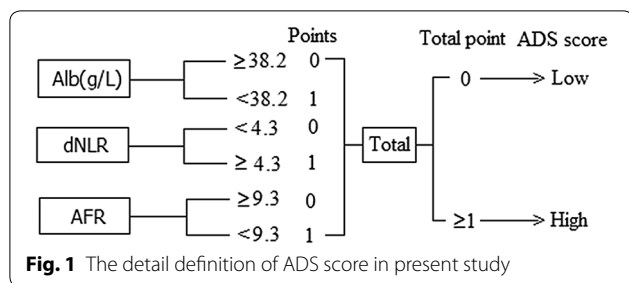 Points Total point ADS score
Alb(g/L) ≥38.2 0
<38.2 1
0 Low
dNLR <4.3 0
≥ 4.3 1
Total
AFR ≥9.3 0
<9.3 1
≥1 High
Fig. 1 The detail definition of ADS score in present study